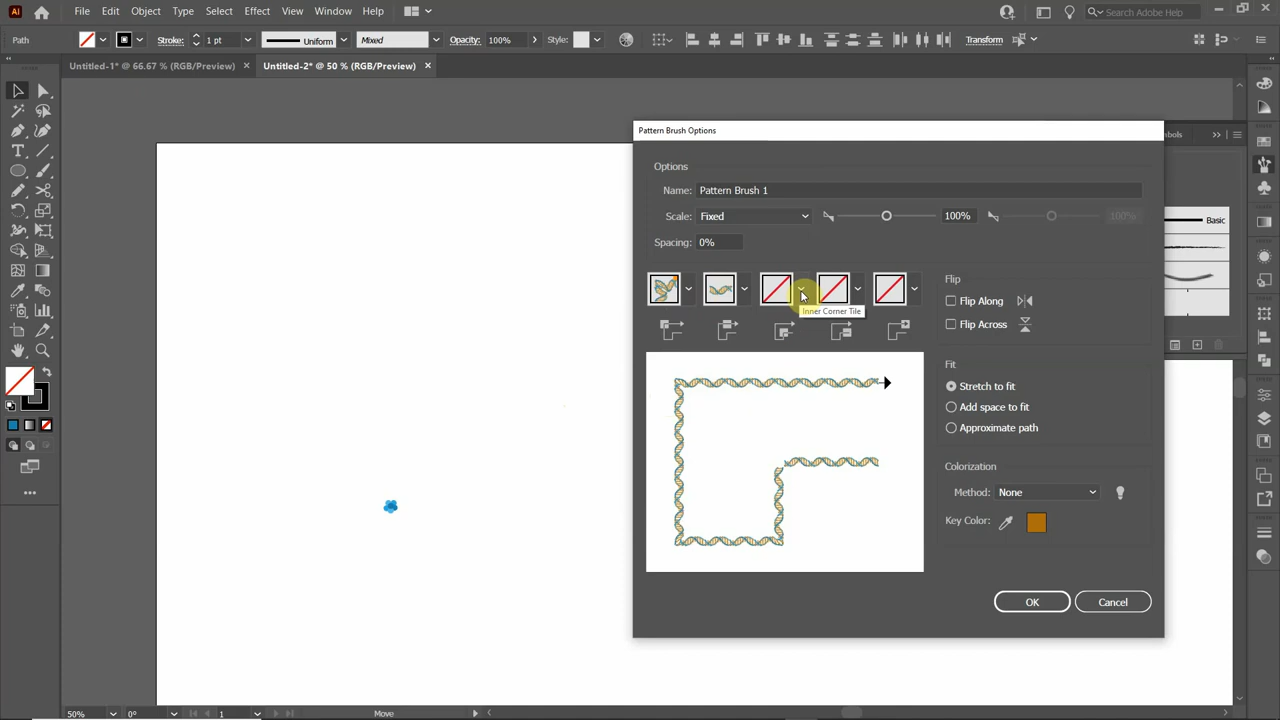 Ai File Edit Object Type Select Effect View Window Help Search Adobe Help
Path Stroke: 1 pt Uniform Mixed Opacity: 100% Style: Transform
Untitled-1* @ 66.67 % (RGB/Preview) × Untitled-2* @ 50 % (RGB/Preview) ×
Pattern Brush Options
Options
Name: Pattern Brush 1
Scale: Fixed 100% 100%
Spacing: 0%
Inner Corner Tile
Flip
Flip Along
Flip Across
Fit
Stretch to fit
Add space to fit
Approximate path
Colorization
Method: None
Key Color:
OK Cancel
Basic
50% 0° 1 Move